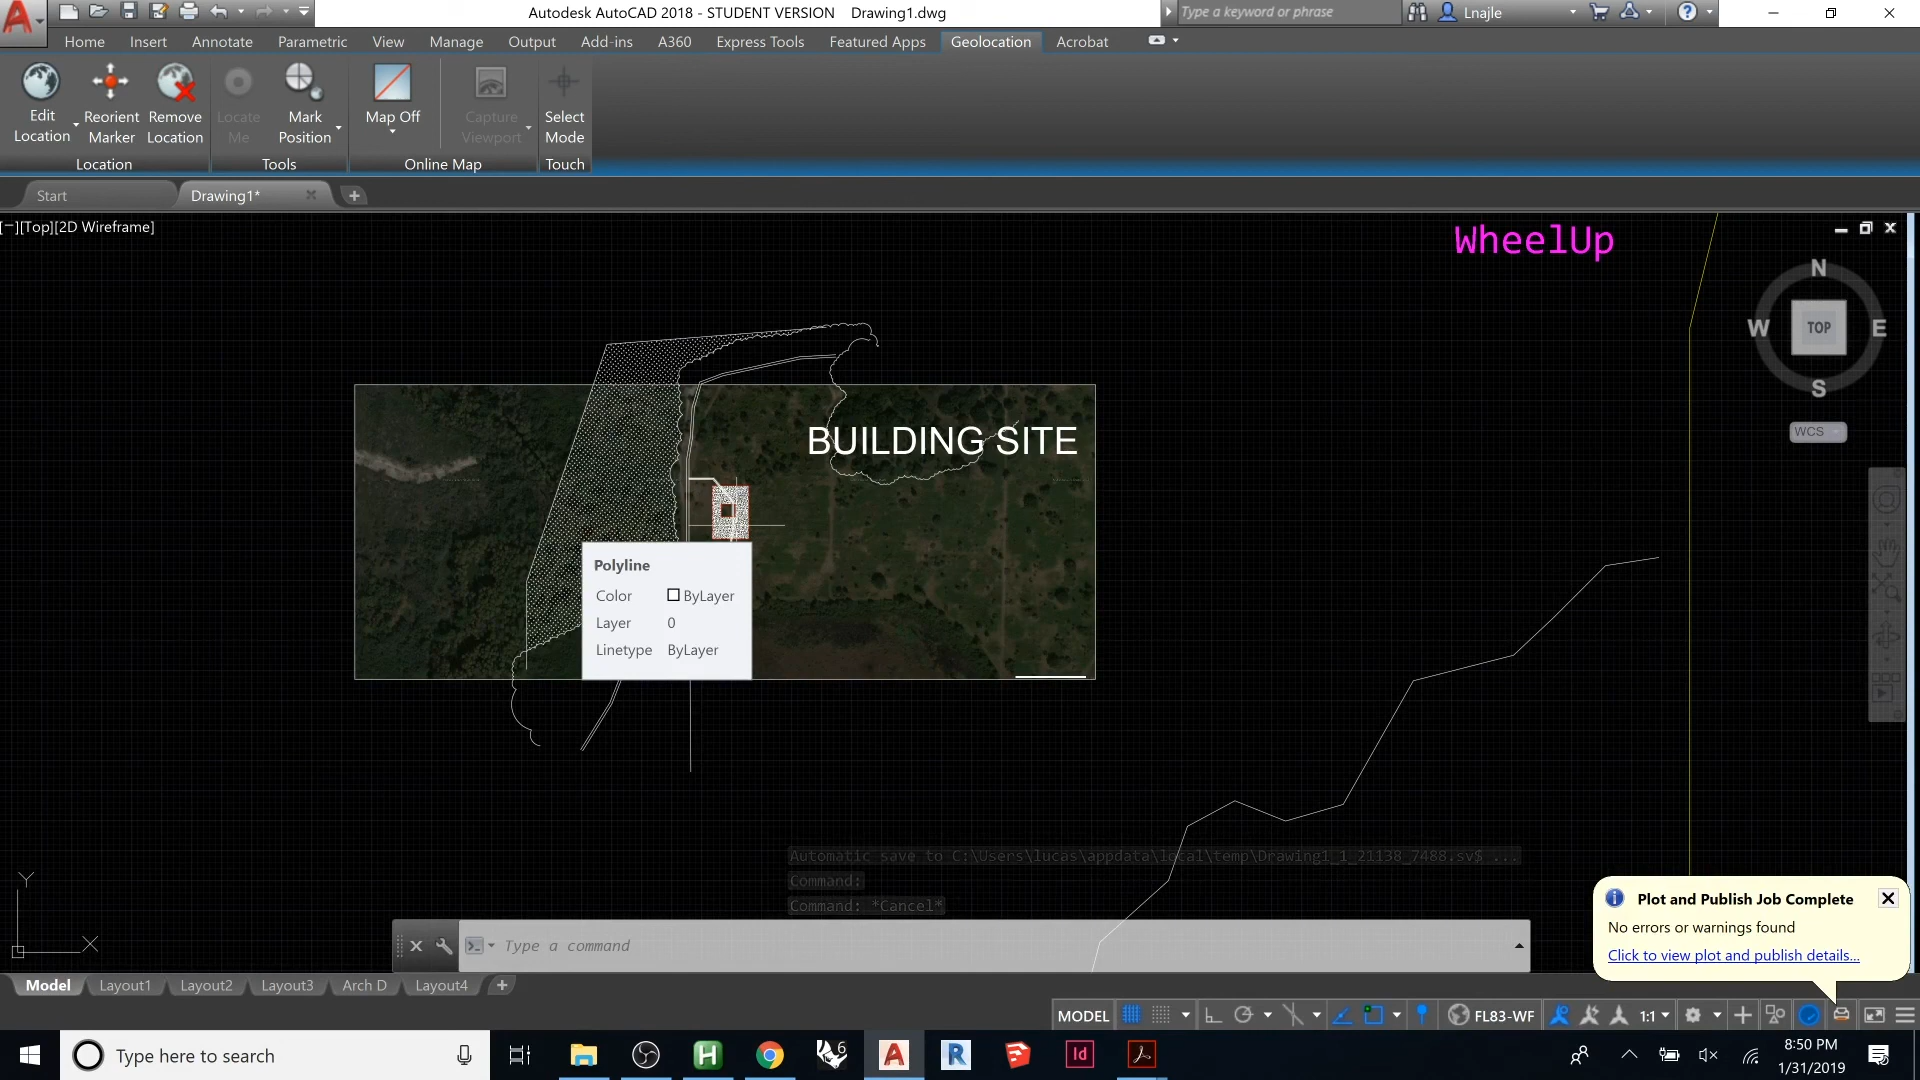 Autodesk AutoCAD 2018 - STUDENT VERSION    Drawing1.dwg
Type a keyword or phrase
Lnajle
Home Insert Annotate Parametric View Manage Output Add-ins A360 Express Tools Featured Apps Geolocation Acrobat
Edit Location
Reorient Marker
Remove Location
Locate Me
Mark Position
Map Off
Capture Viewport
Select Mode
Location
Tools
Online Map
Touch
Start
Drawing1*
[−][Top][2D Wireframe]
WheelUp
N
W
TOP
E
S
WCS
BUILDING SITE
Polyline
Color ByLayer
Layer 0
Linetype ByLayer
Automatic save to C:\Users\lucas\appdata\local\temp\Drawing1_1_21138_7488.sv$ ...
Command:
Command: *Cancel*
Y
X
Type a command
Plot and Publish Job Complete
No errors or warnings found
Click to view plot and publish details...
Model Layout1 Layout2 Layout3 Arch D Layout4
MODEL
FL83-WF
1:1
Type here to search
H
6
A
R
Id
8:50 PM
1/31/2019